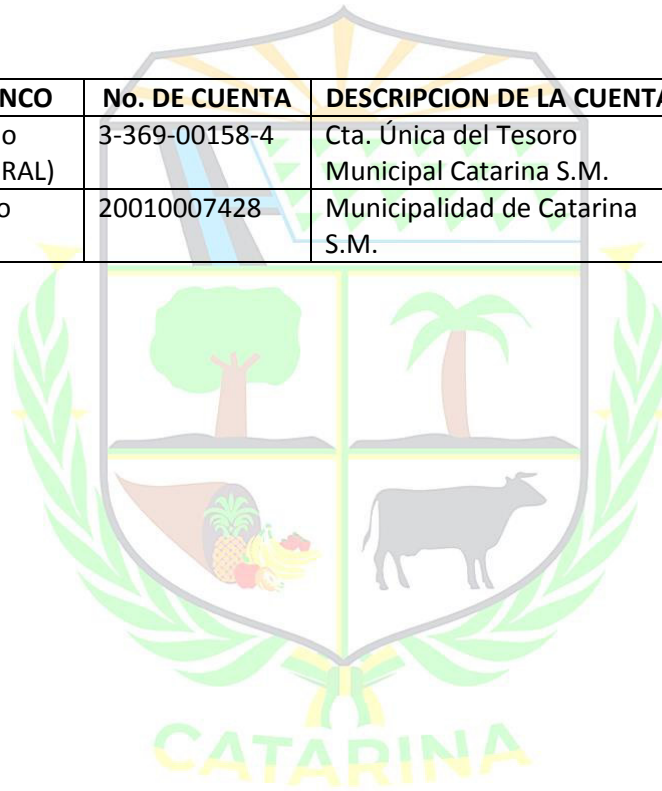 NCO No. DE CUENTA DESCRIPCION DE LA CUENTA
o 3-369-00158-4 Cta. Única del Tesoro
RAL) Municipal Catarina S.M.
o 20010007428 Municipalidad de Catarina
S.M.
CATARINA